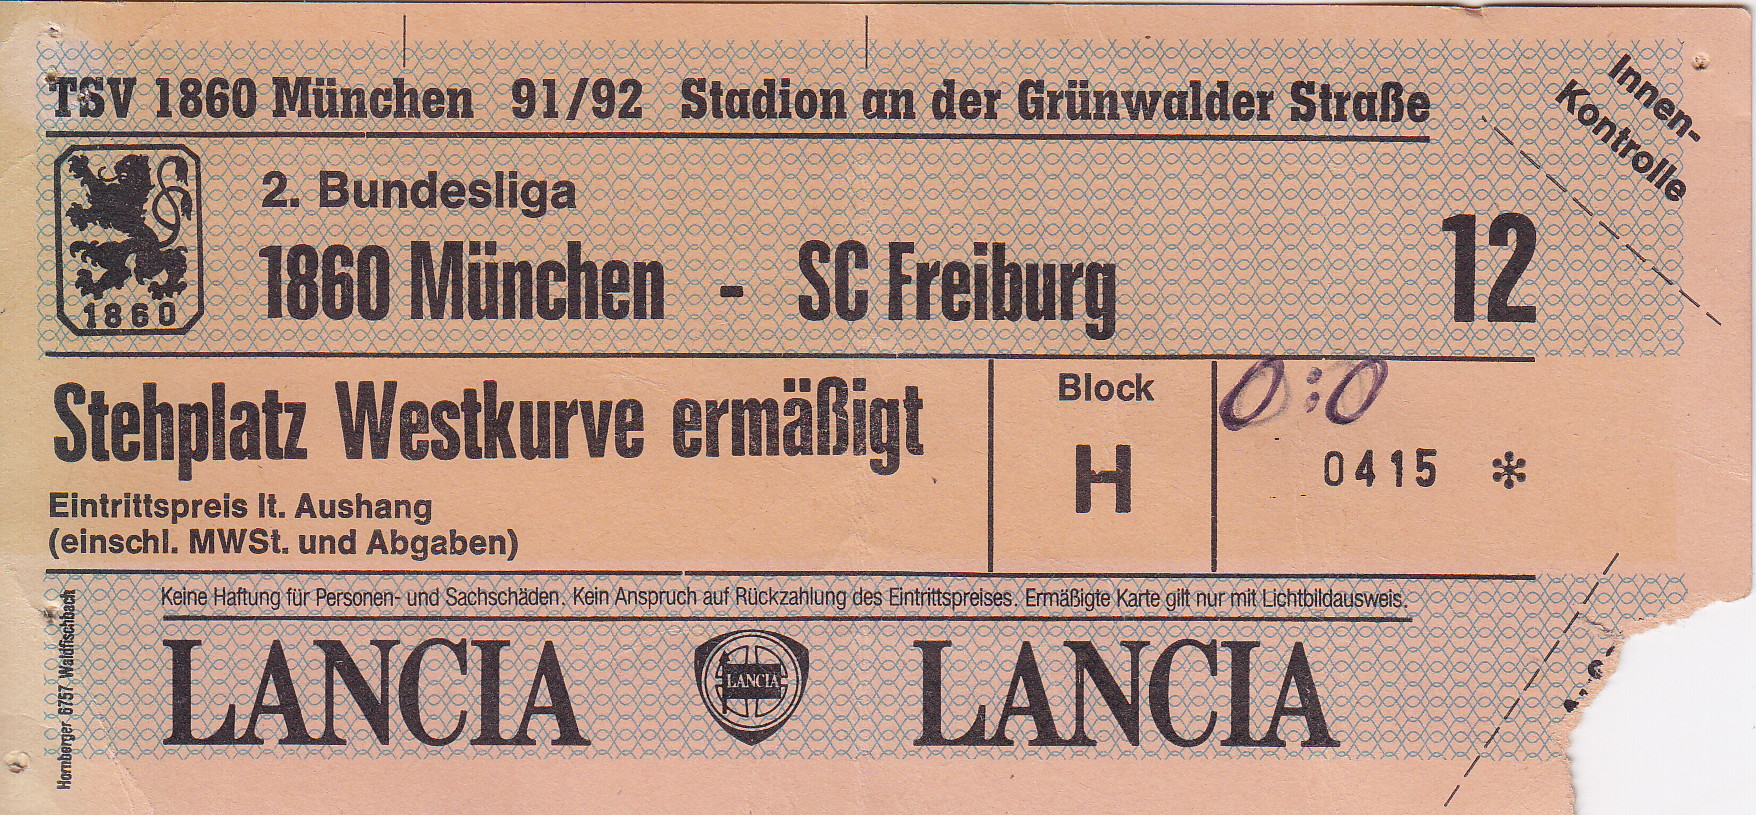 TSV 1860 München 91/92 Stadion an der Grünwalder Straße
Innen-
Kontrolle
1860
2. Bundesliga
1860 München - SC Freiburg
12
Stehplatz Westkurve ermäßigt
Eintrittspreis lt. Aushang
(einschl. MWSt. und Abgaben)
Block
H
0:0
0415 *
Keine Haftung für Personen- und Sachschäden. Kein Anspruch auf Rückzahlung des Eintrittspreises. Ermäßigte Karte gilt nur mit Lichtbildausweis.
LANCIA LANCIA LANCIA
Hornberger 6757 Waldfischbach